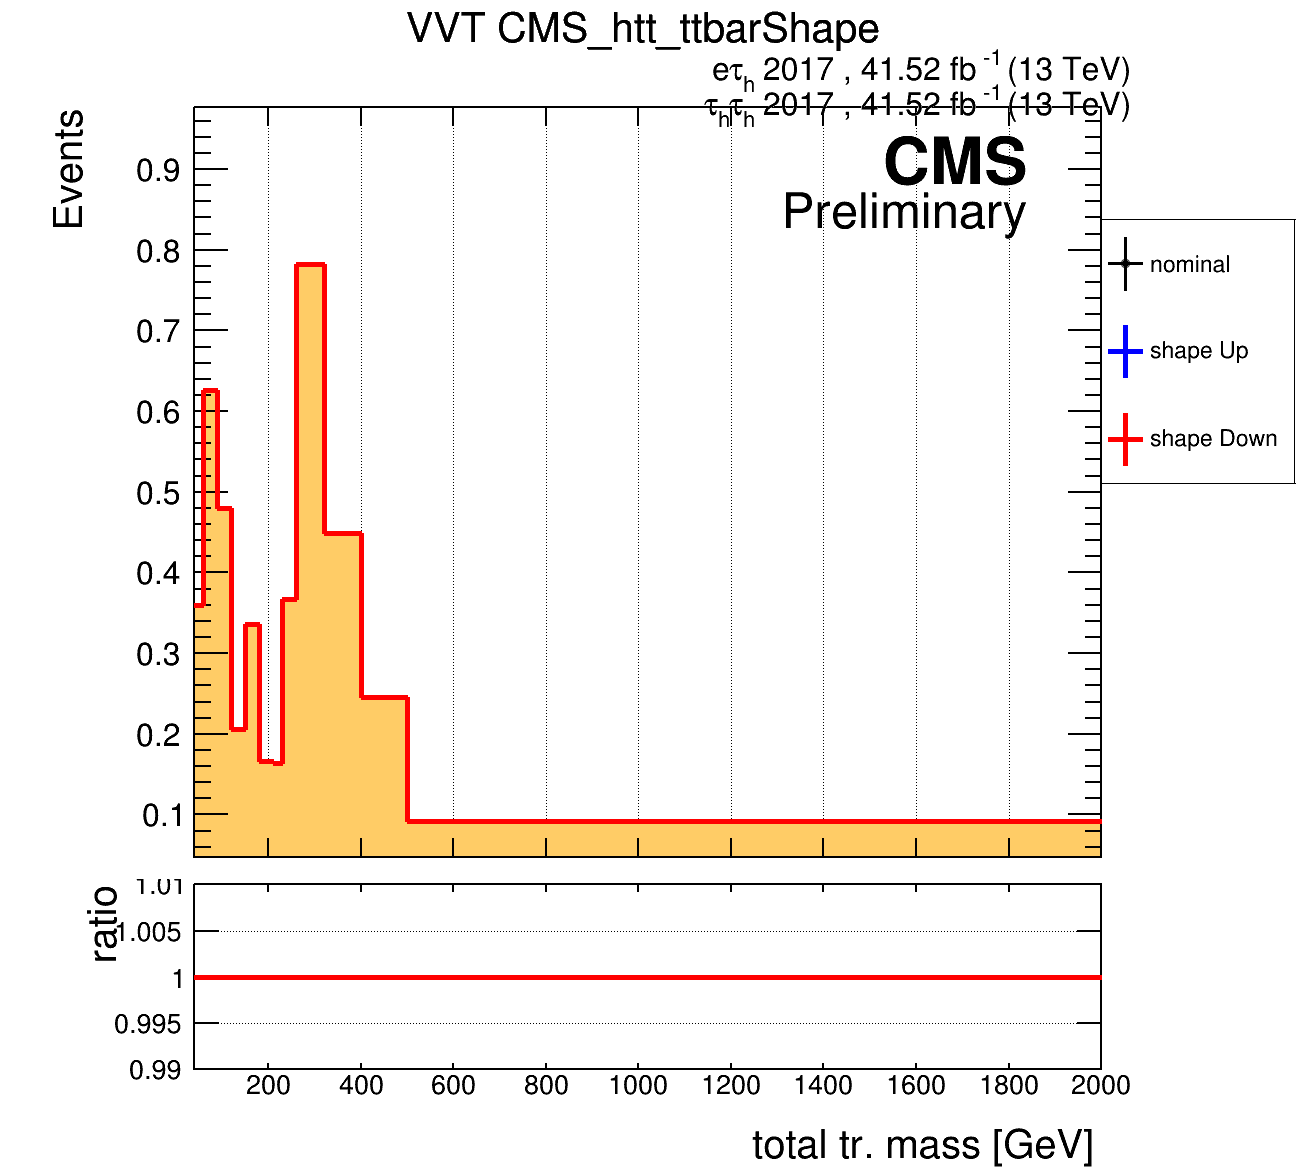 VVT CMS_htt_ttbarShape
eτh 2017 , 41.52 fb -1 (13 TeV)
τhτh 2017 , 41.52 fb -1 (13 TeV)
Events
CMS
Preliminary
0.9
0.8
0.7
0.6
0.5
0.4
0.3
0.2
0.1
nominal
shape Up
shape Down
ratio
1.01
1.005
1
0.995
0.99
200 400 600 800 1000 1200 1400 1600 1800 2000
total tr. mass [GeV]